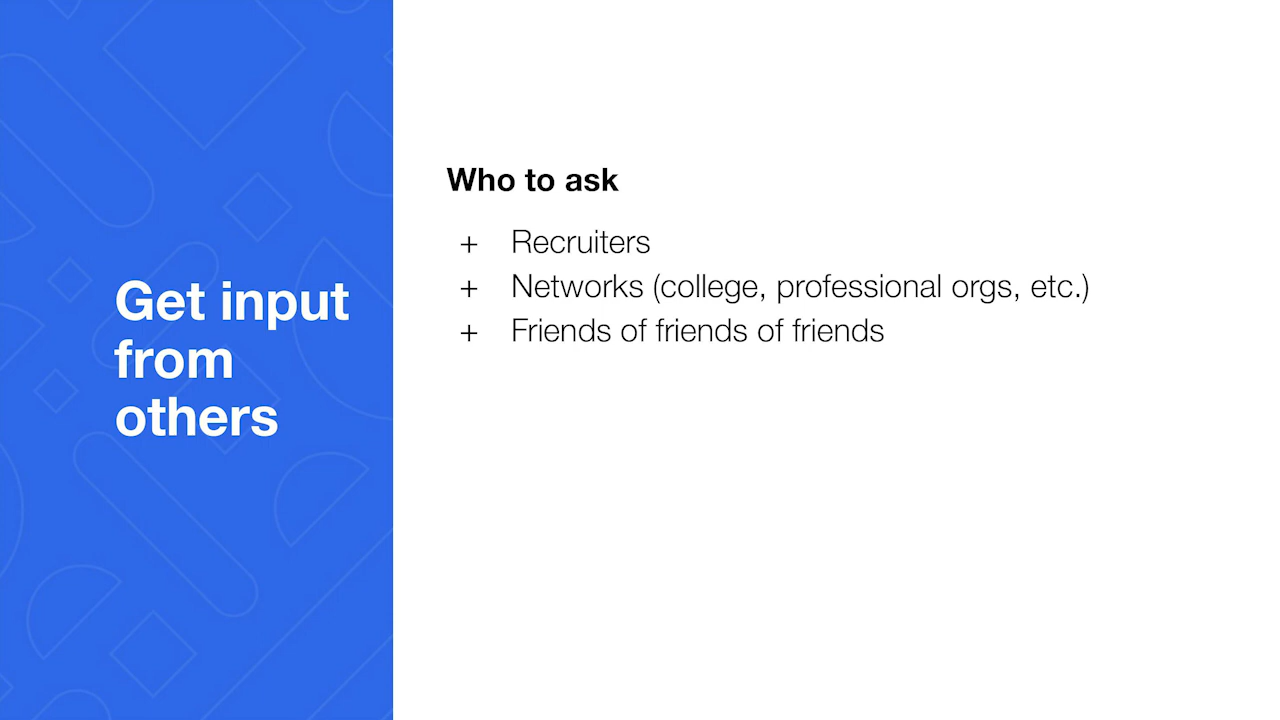 Get input
from
others
Who to ask
+ Recruiters
+ Networks (college, professional orgs, etc.)
+ Friends of friends of friends